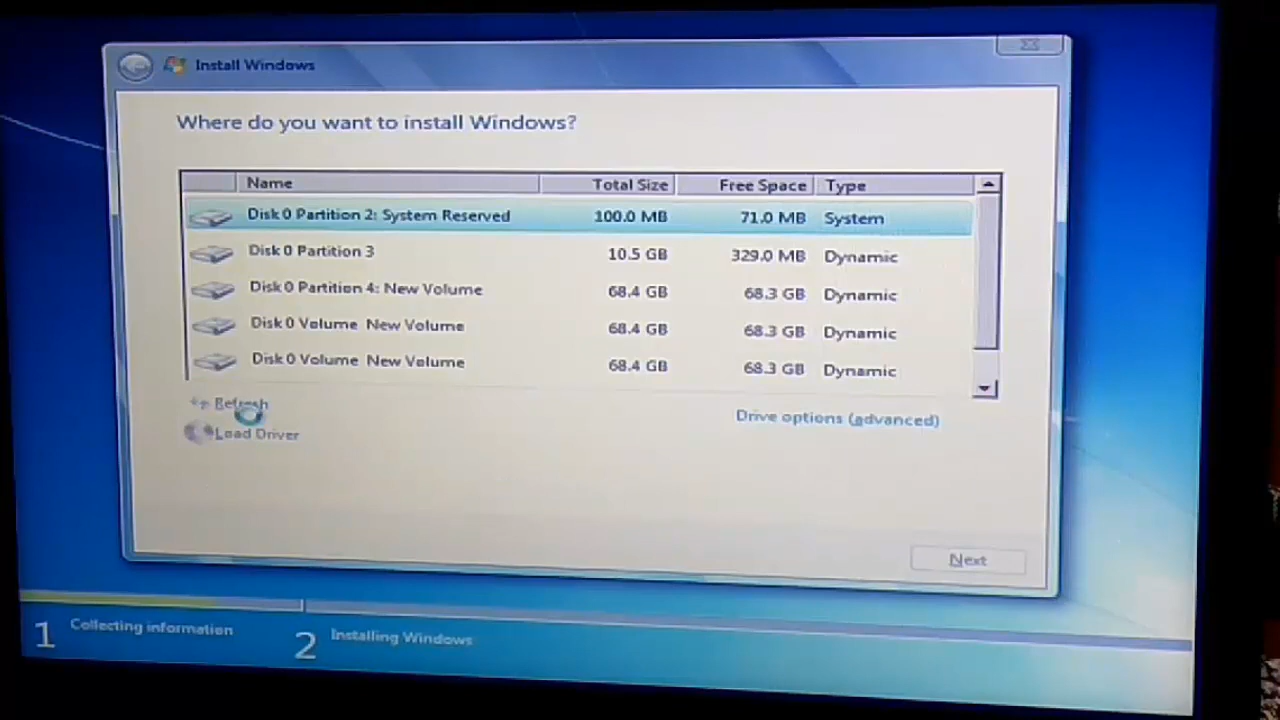 Install Windows
Where do you want to install Windows?
Name Total Size Free Space Type
Disk 0 Partition 2: System Reserved 100.0 MB 71.0 MB System
Disk 0 Partition 3 10.5 GB 329.0 MB Dynamic
Disk 0 Partition 4: New Volume 68.4 GB 68.3 GB Dynamic
Disk 0 Volume New Volume 68.4 GB 68.3 GB Dynamic
Disk 0 Volume New Volume 68.4 GB 68.3 GB Dynamic
Refresh
Drive options (advanced)
Load Driver
Next
1 Collecting information
2 Installing Windows